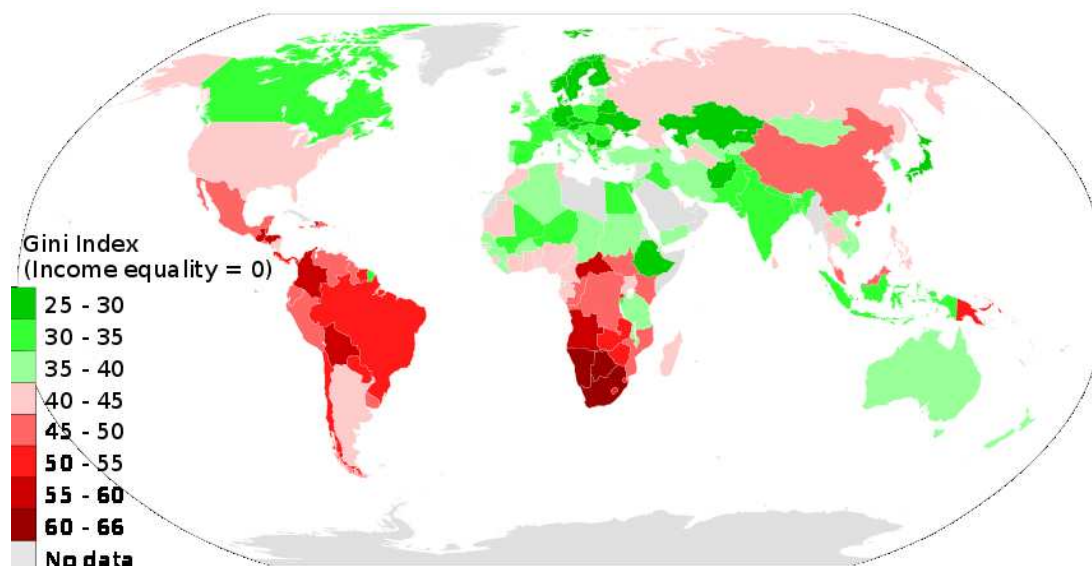 Gini Index
(Income equality = 0)
25 - 30
30 - 35
35 - 40
40 - 45
45 - 50
50 - 55
55 - 60
60 - 66
No data